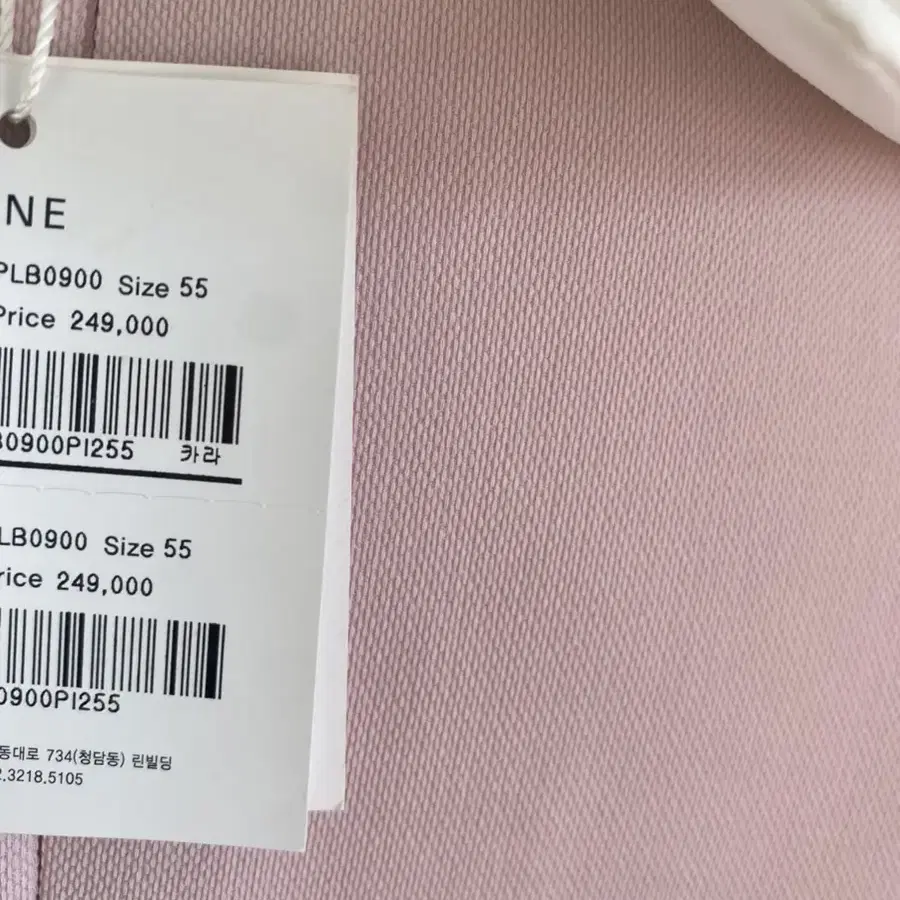 NE
PLB0900 Size 55
Price 249,000
0900PI255 카라
LB0900 Size 55
rice 249,000
0900PI255
동대로 734(청담동) 린빌딩
2.3218.5105